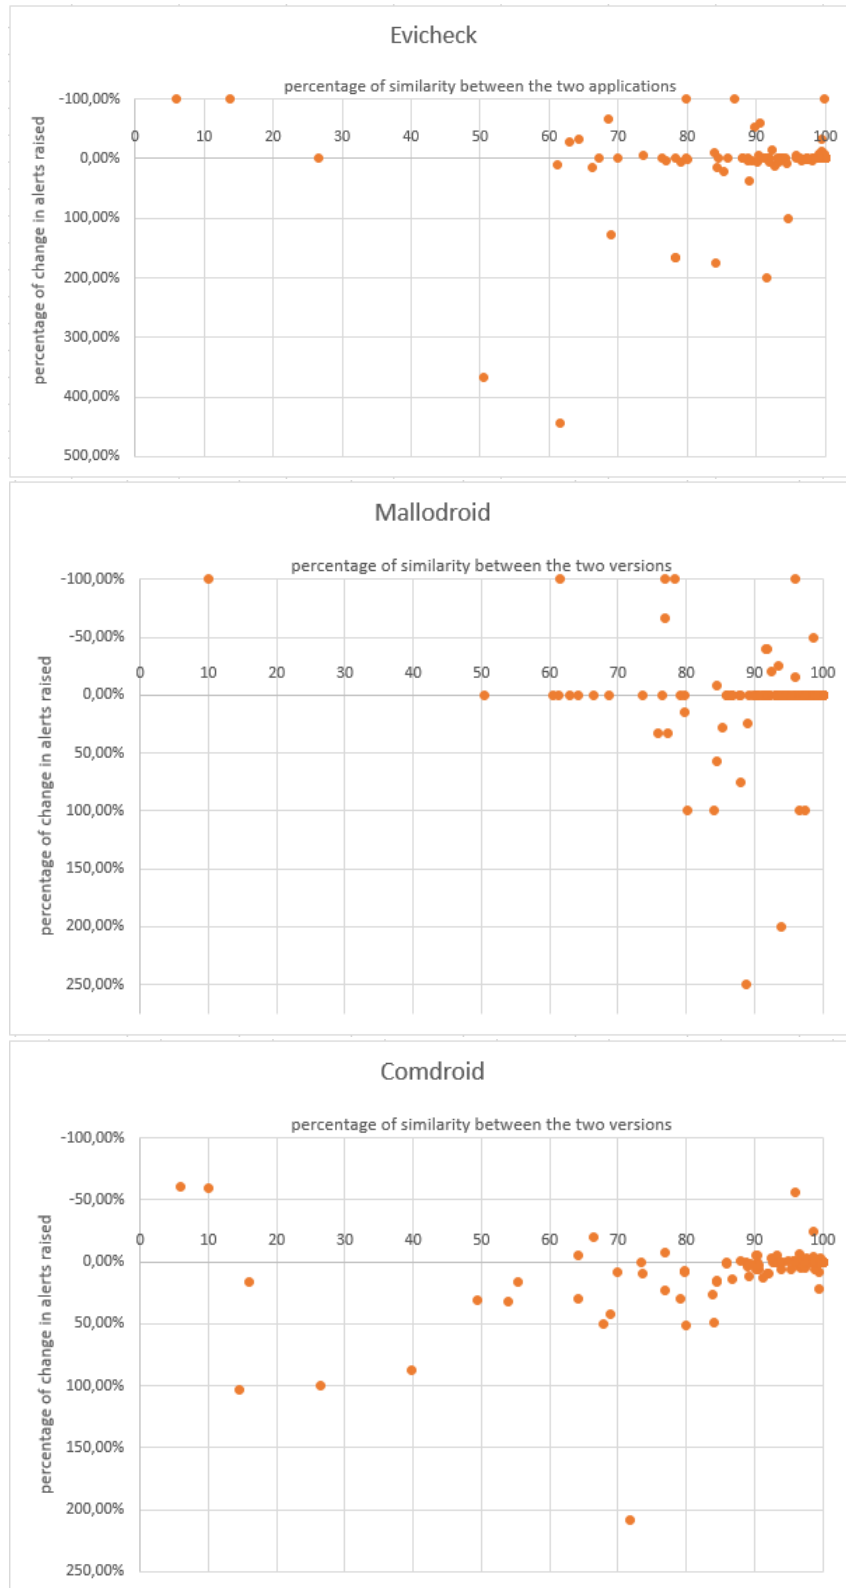 Evicheck
percentage of similarity between the two applications
-100,00%
0 10 20 30 40 50 60 70 80 90 100
0,00%
100,00%
200,00%
300,00%
400,00%
500,00%
percentage of change in alerts raised
Mallodroid
percentage of similarity between the two versions
-100,00%
-50,00%
0 10 20 30 40 50 60 70 80 90 100
0,00%
50,00%
100,00%
150,00%
200,00%
250,00%
percentage of change in alerts raised
Comdroid
percentage of similarity between the two versions
-100,00%
-50,00%
0 10 20 30 40 50 60 70 80 90 100
0,00%
50,00%
100,00%
150,00%
200,00%
250,00%
percentage of change in alerts raised